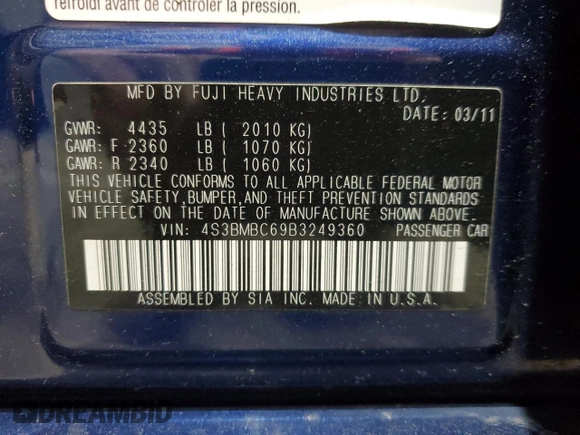 refroidi avant de contrôler la pression.
MFD BY FUJI HEAVY INDUSTRIES LTD.
DATE: 03/11
GVWR: 4435 LB ( 2010 KG)
GAWR: F 2360 LB ( 1070 KG)
GAWR: R 2340 LB ( 1060 KG)
THIS VEHICLE CONFORMS TO ALL APPLICABLE FEDERAL MOTOR
VEHICLE SAFETY,BUMPER,AND THEFT PREVENTION STANDARDS
IN EFFECT ON THE DATE OF MANUFACTURE SHOWN ABOVE.
VIN: 4S3BMBC69B3249360 PASSENGER CAR
ASSEMBLED BY SIA INC. MADE IN U.S.A.
DREAMBID